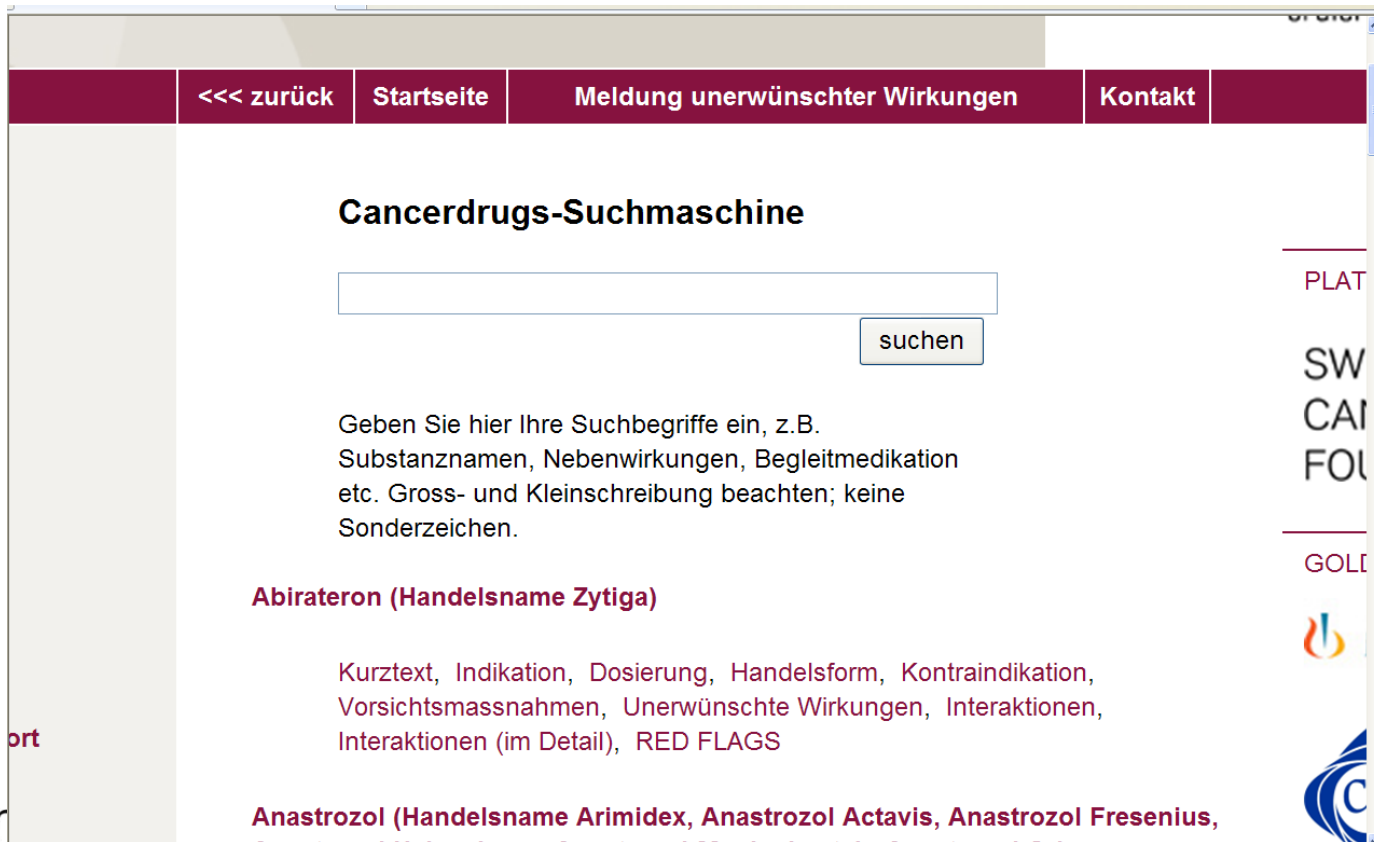 <<< zurück Startseite Meldung unerwünschter Wirkungen Kontakt
Cancerdrugs-Suchmaschine
suchen
Geben Sie hier Ihre Suchbegriffe ein, z.B.
Substanznamen, Nebenwirkungen, Begleitmedikation
etc. Gross- und Kleinschreibung beachten; keine
Sonderzeichen.
Abirateron (Handelsname Zytiga)
Kurztext, Indikation, Dosierung, Handelsform, Kontraindikation,
Vorsichtsmassnahmen, Unerwünschte Wirkungen, Interaktionen,
Interaktionen (im Detail), RED FLAGS
Anastrozol (Handelsname Arimidex, Anastrozol Actavis, Anastrozol Fresenius,
ort
PLAT
SW
CAN
FOU
GOLD
C